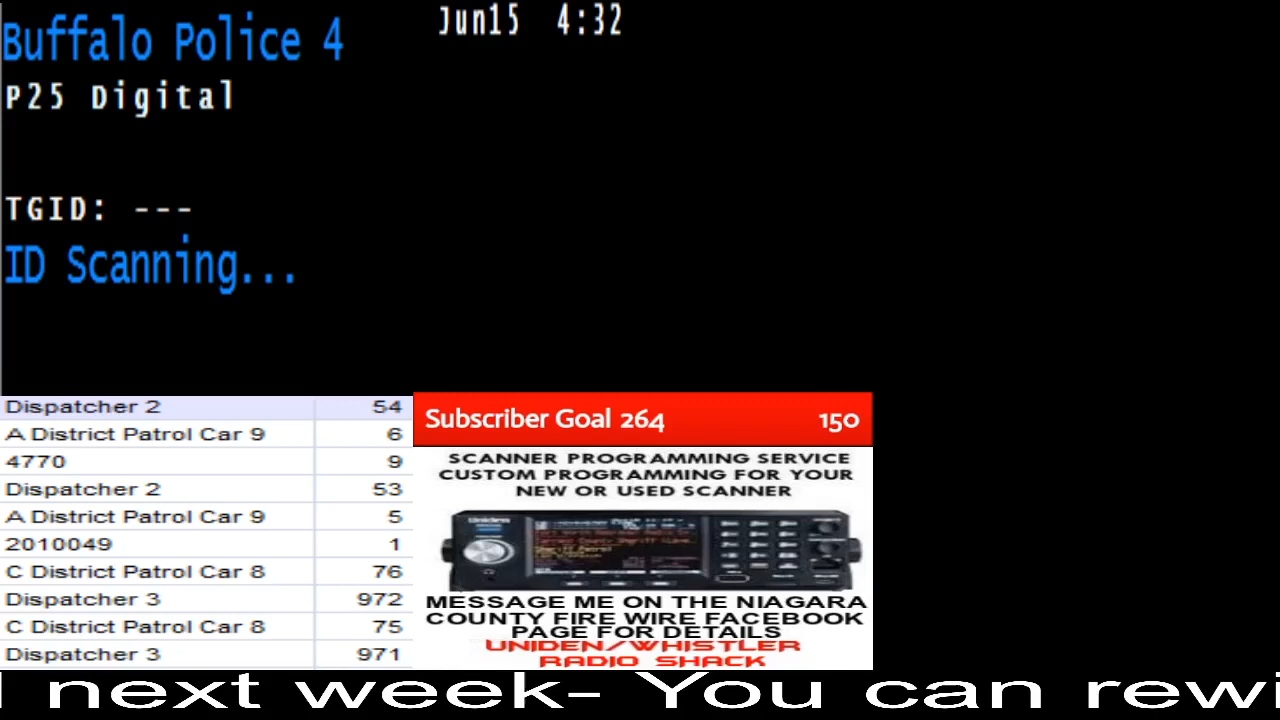 Buffalo Police 4
Jun15 4:32
P25 Digital
TGID: ---
ID Scanning...
Dispatcher 2 54
A District Patrol Car 9 6
4770 9
Dispatcher 2 53
A District Patrol Car 9 5
2010049 1
C District Patrol Car 8 76
Dispatcher 3 972
C District Patrol Car 8 75
Dispatcher 3 971
Subscriber Goal 264 150
SCANNER PROGRAMMING SERVICE
CUSTOM PROGRAMMING FOR YOUR
NEW OR USED SCANNER
Uniden
MESSAGE ME ON THE NIAGARA
COUNTY FIRE WIRE FACEBOOK
PAGE FOR DETAILS
UNIDEN/WHISTLER
RADIO SHACK
next week- You can rewi